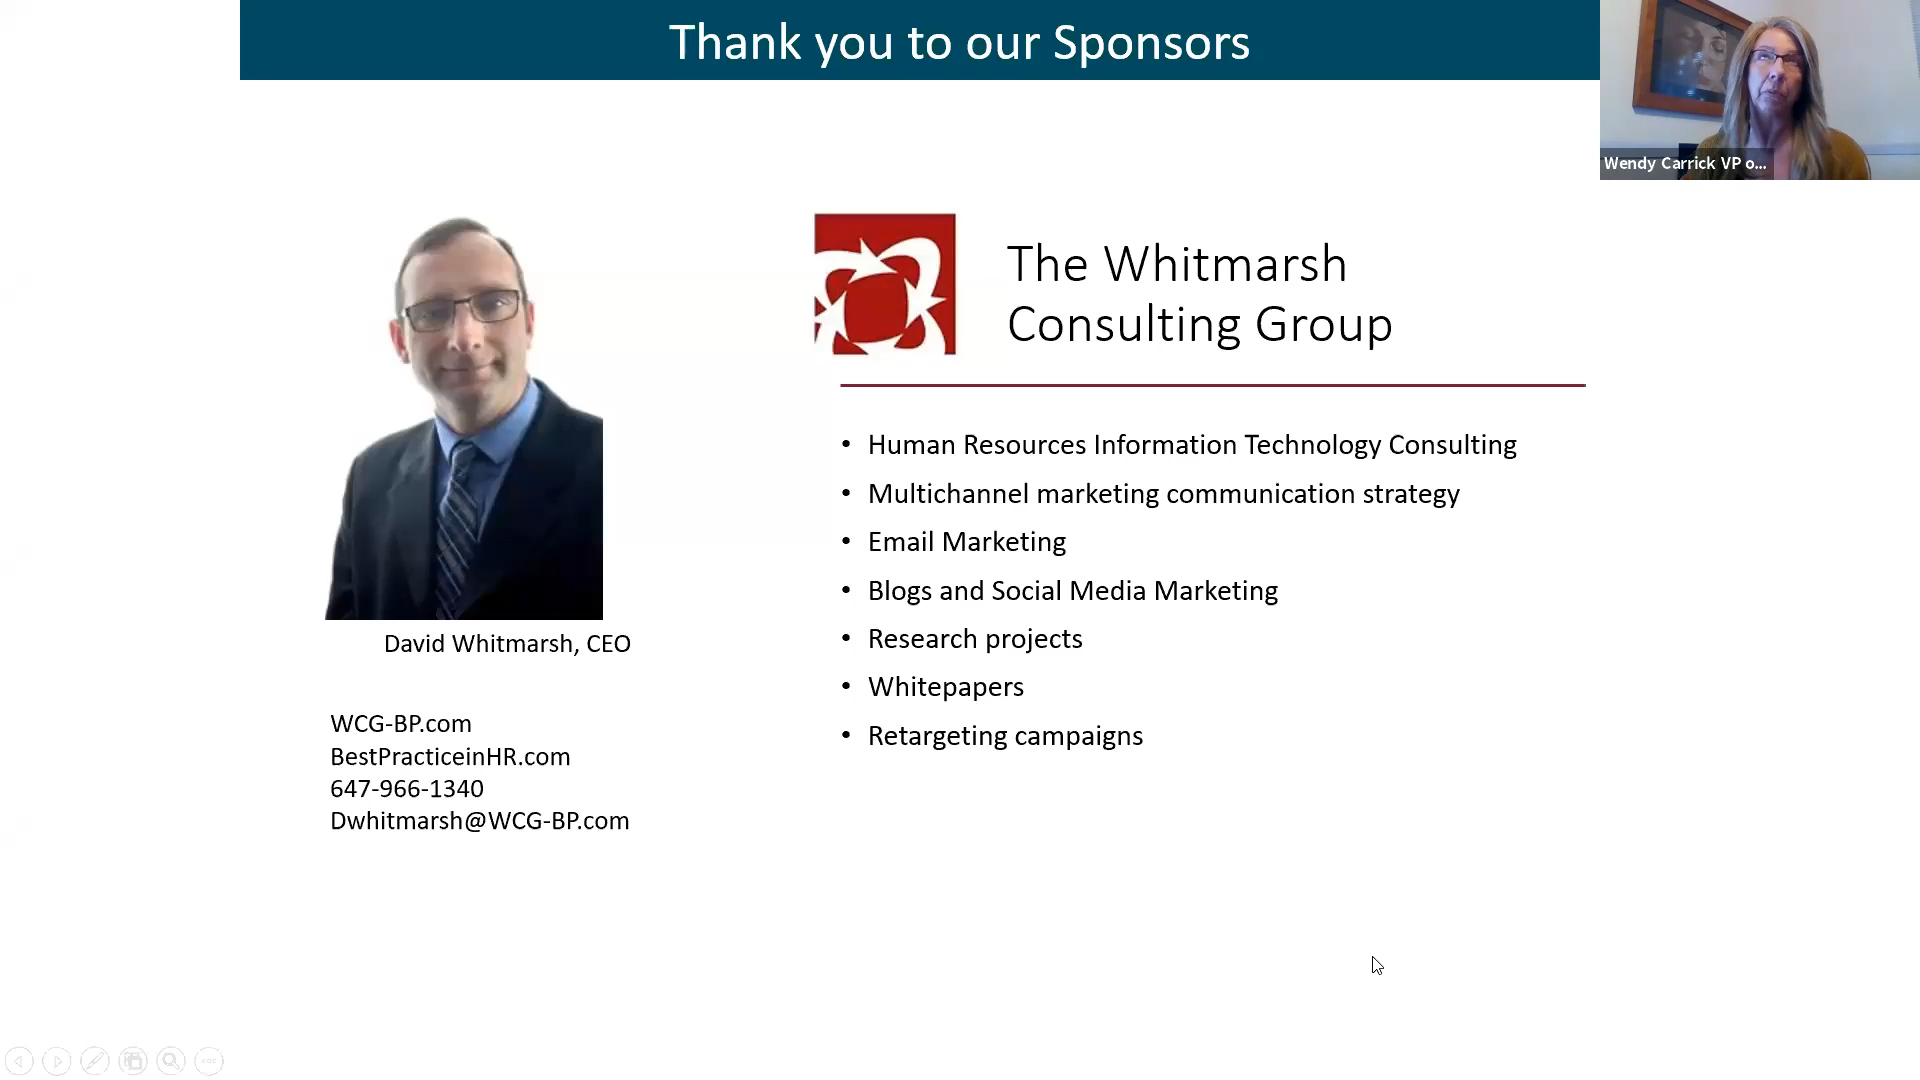 Thank you to our Sponsors
Wendy Carrick VP o...
The Whitmarsh
Consulting Group
• Human Resources Information Technology Consulting
• Multichannel marketing communication strategy
• Email Marketing
• Blogs and Social Media Marketing
• Research projects
• Whitepapers
• Retargeting campaigns
David Whitmarsh, CEO
WCG-BP.com
BestPracticeinHR.com
647-966-1340
Dwhitmarsh@WCG-BP.com